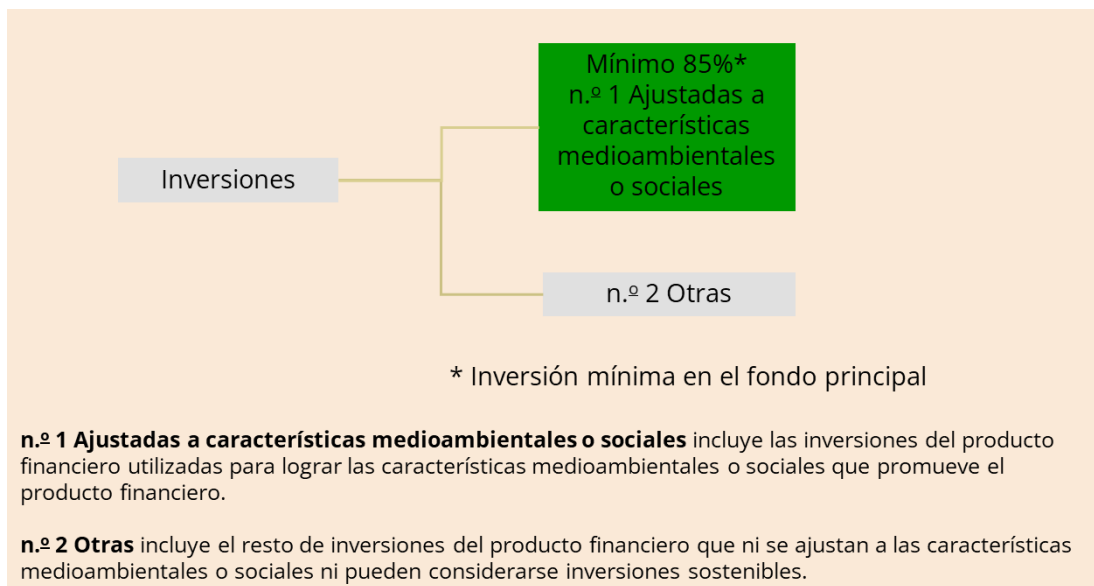 Mínimo 85%*
n.º 1 Ajustadas a
características
medioambientales
o sociales
Inversiones
n.º 2 Otras
* Inversión mínima en el fondo principal
n.º 1 Ajustadas a características medioambientales o sociales incluye las inversiones del producto
financiero utilizadas para lograr las características medioambientales o sociales que promueve el
producto financiero.
n.º 2 Otras incluye el resto de inversiones del producto financiero que ni se ajustan a las características
medioambientales o sociales ni pueden considerarse inversiones sostenibles.